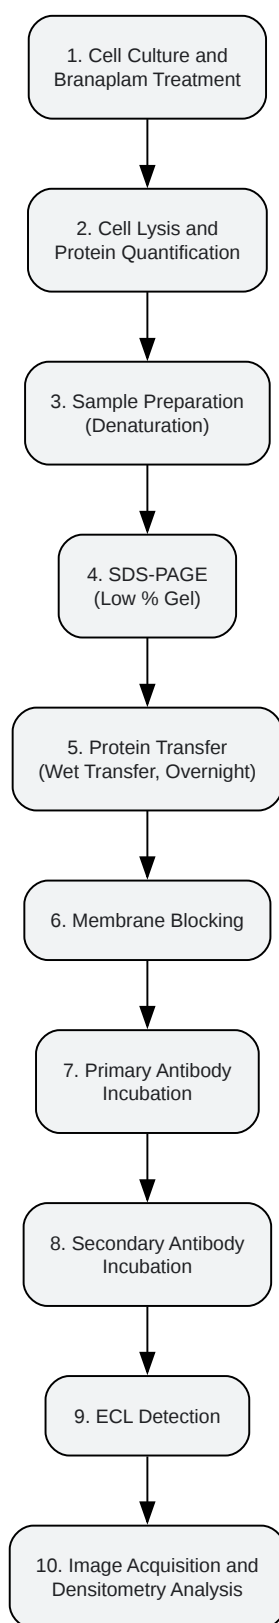 1. Cell Culture and
Branaplam Treatment
2. Cell Lysis and
Protein Quantification
3. Sample Preparation
(Denaturation)
4. SDS-PAGE
(Low % Gel)
5. Protein Transfer
(Wet Transfer, Overnight)
6. Membrane Blocking
7. Primary Antibody
Incubation
8. Secondary Antibody
Incubation
9. ECL Detection
10. Image Acquisition and
Densitometry Analysis